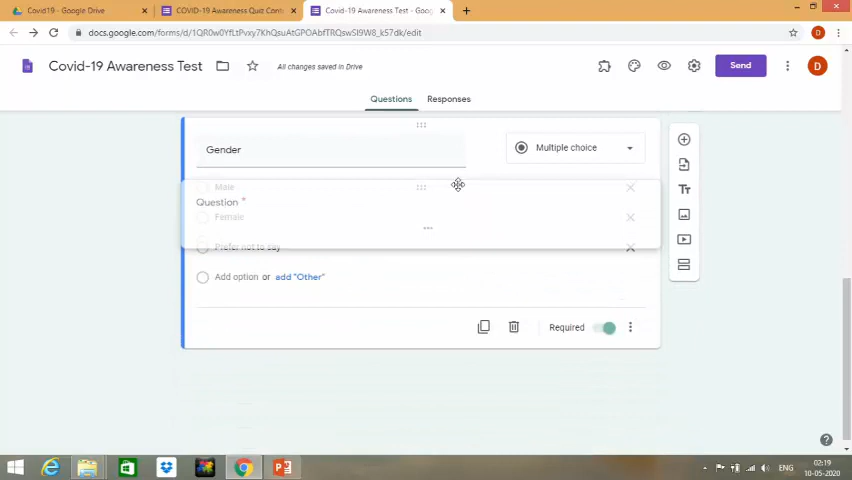 Covid19 - Google Drive
COVID-19 Awareness Quiz Cont
Covid-19 Awareness Test - Goog
docs.google.com/forms/d/1QR0w0YfLtPvxy7KhQsuAtGPOAbfTRQswSl9W8_k57dk/edit
Covid-19 Awareness Test
All changes saved in Drive
Send
D
Questions
Responses
Gender
Multiple choice
Male
Question *
Female
Prefer not to say
Add option or add "Other"
Required
ENG
02:19
10-05-2020